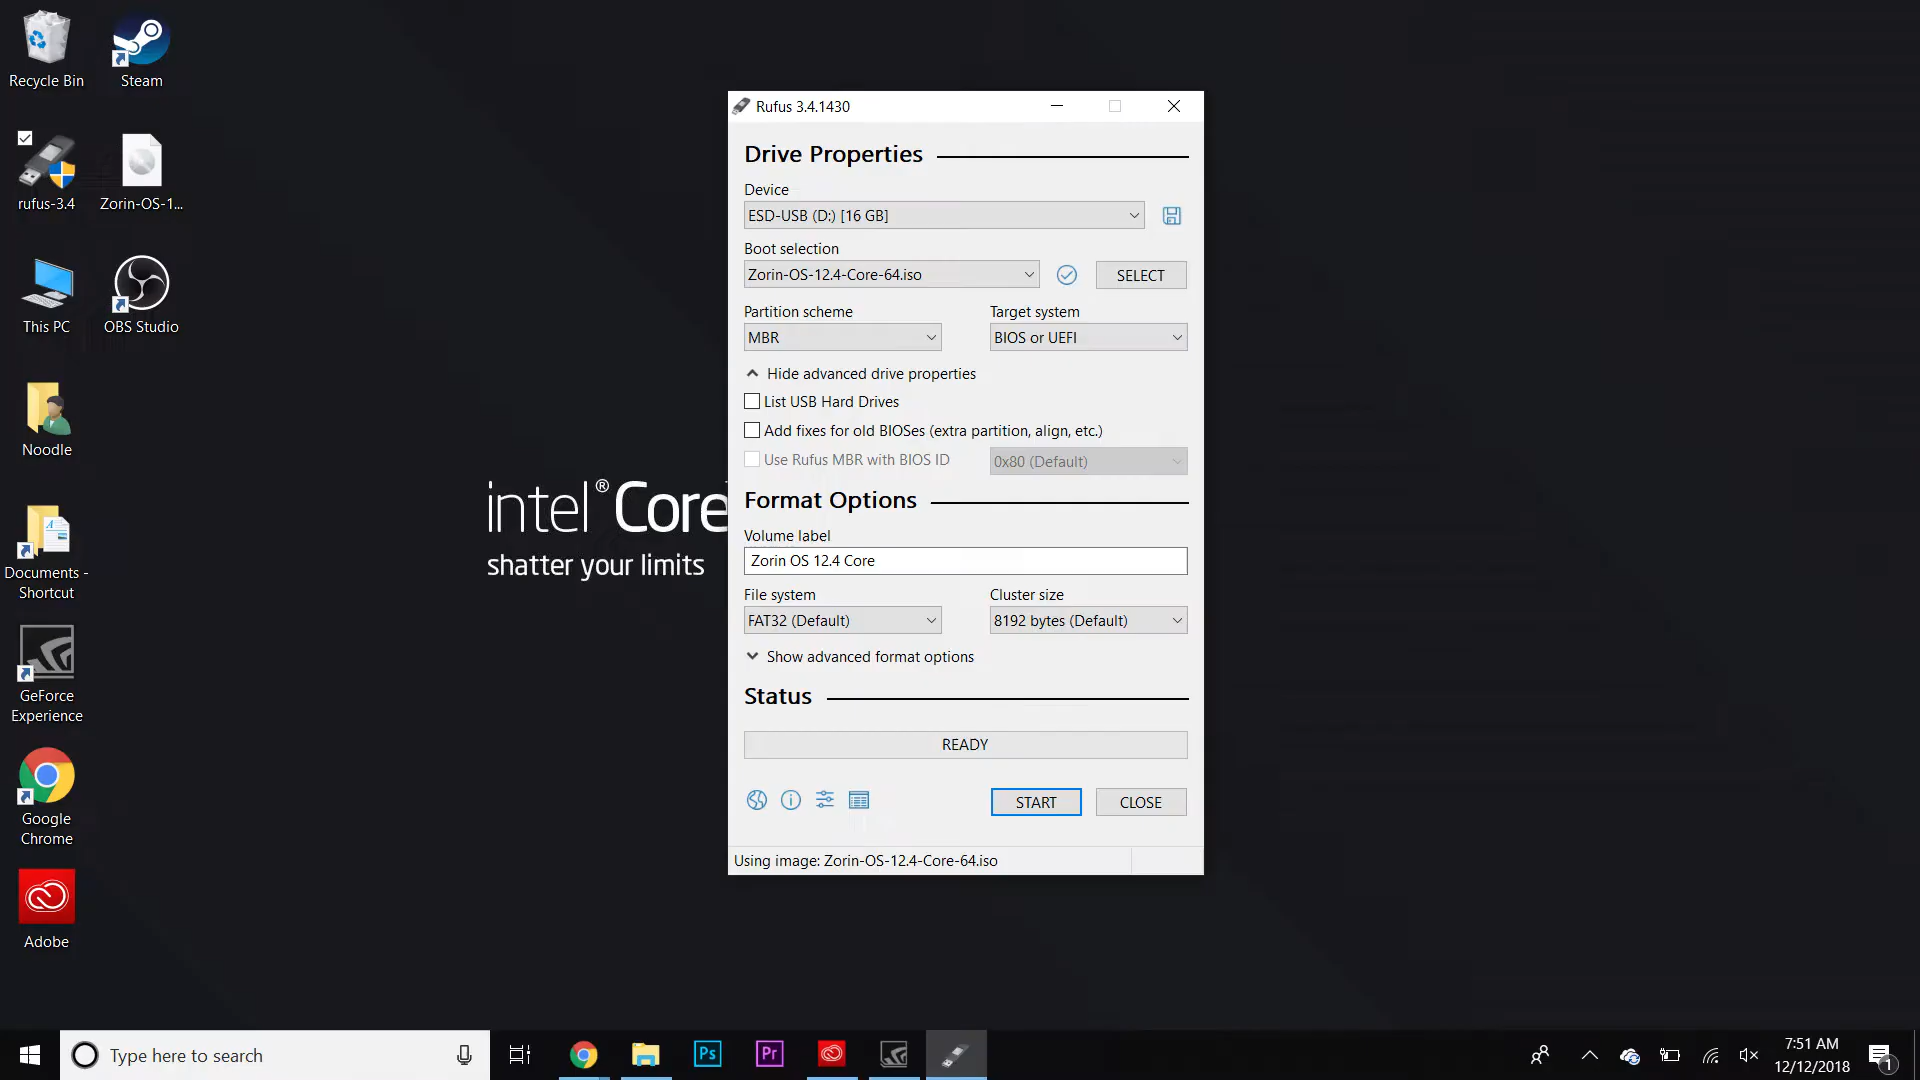 Recycle Bin
Steam
rufus-3.4
Zorin-OS-1...
This PC
OBS Studio
Noodle
Documents -
Shortcut
GeForce
Experience
Google
Chrome
Adobe
intel® Core
shatter your limits
Rufus 3.4.1430
Drive Properties
Device
ESD-USB (D:) [16 GB]
Boot selection
Zorin-OS-12.4-Core-64.iso
SELECT
Partition scheme
Target system
MBR
BIOS or UEFI
Hide advanced drive properties
List USB Hard Drives
Add fixes for old BIOSes (extra partition, align, etc.)
Use Rufus MBR with BIOS ID
0x80 (Default)
Format Options
Volume label
Zorin OS 12.4 Core
File system
Cluster size
FAT32 (Default)
8192 bytes (Default)
Show advanced format options
Status
READY
START
CLOSE
Using image: Zorin-OS-12.4-Core-64.iso
Type here to search
Ps
Pr
7:51 AM
12/12/2018
1